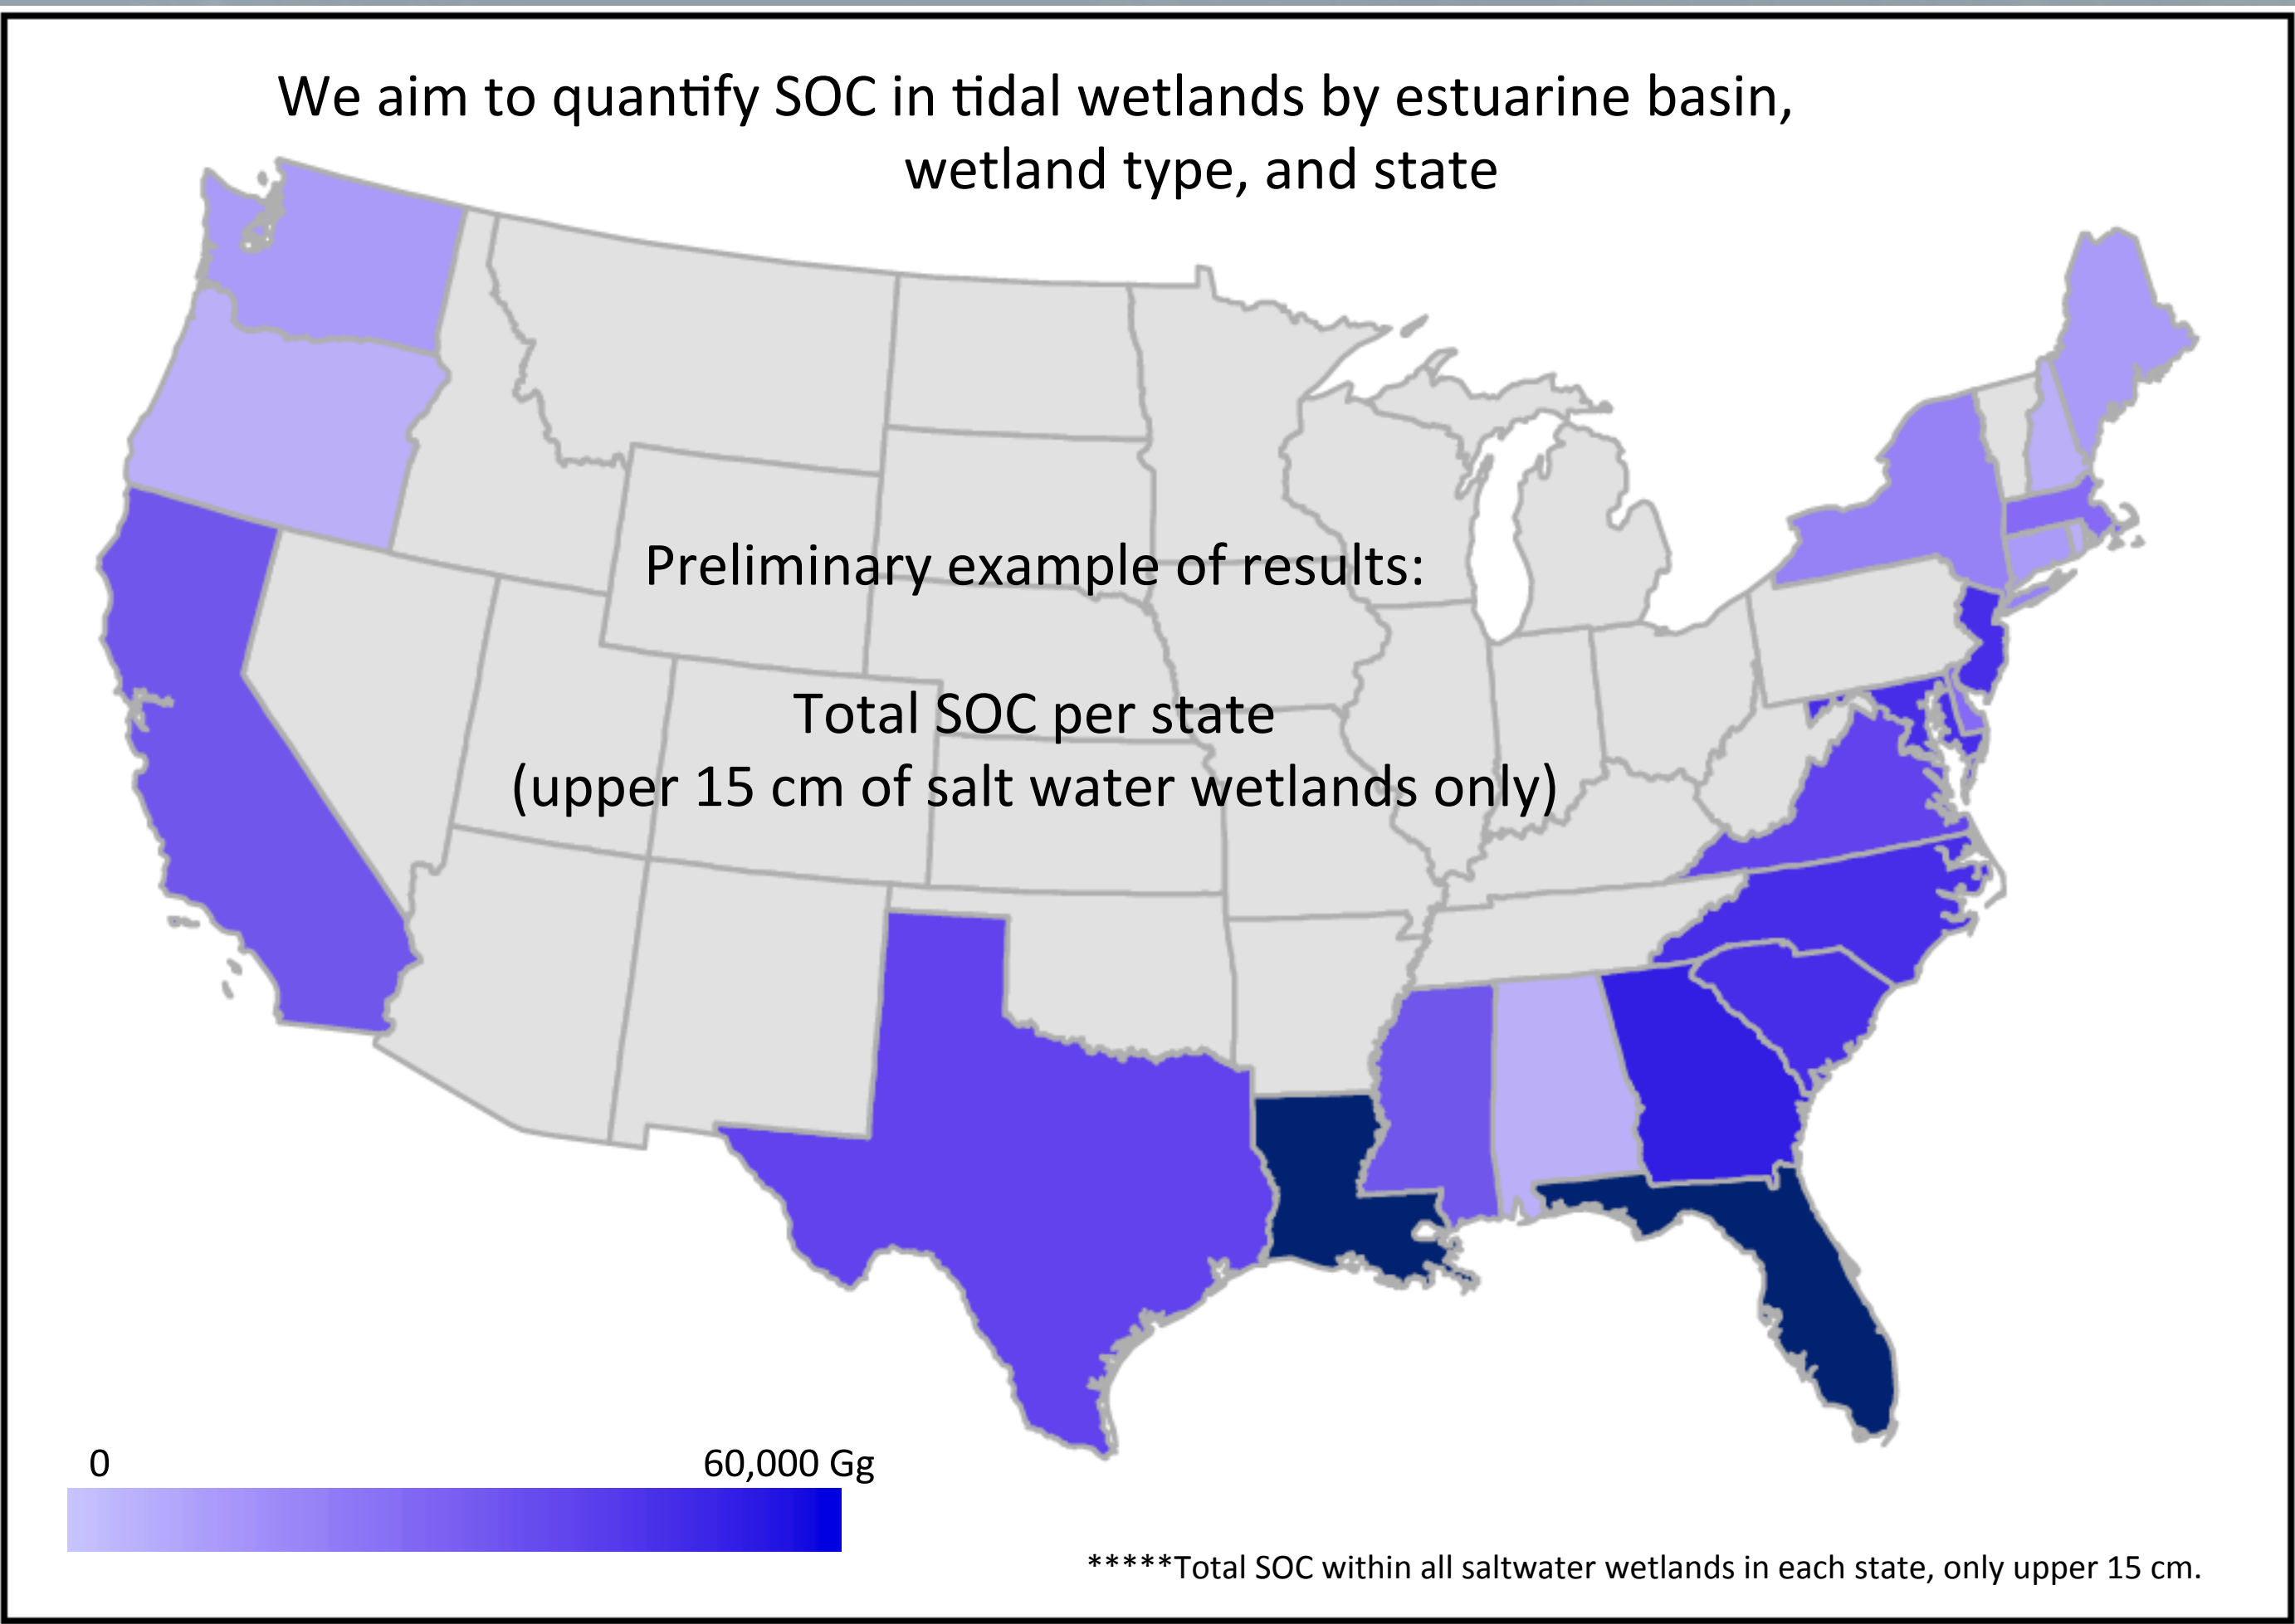 We aim to quantify SOC in tidal wetlands by estuarine basin,
wetland type, and state
Preliminary example of results:
Total SOC per state
(upper 15 cm of salt water wetlands only)
0
60,000 Gg
*****Total SOC within all saltwater wetlands in each state, only upper 15 cm.